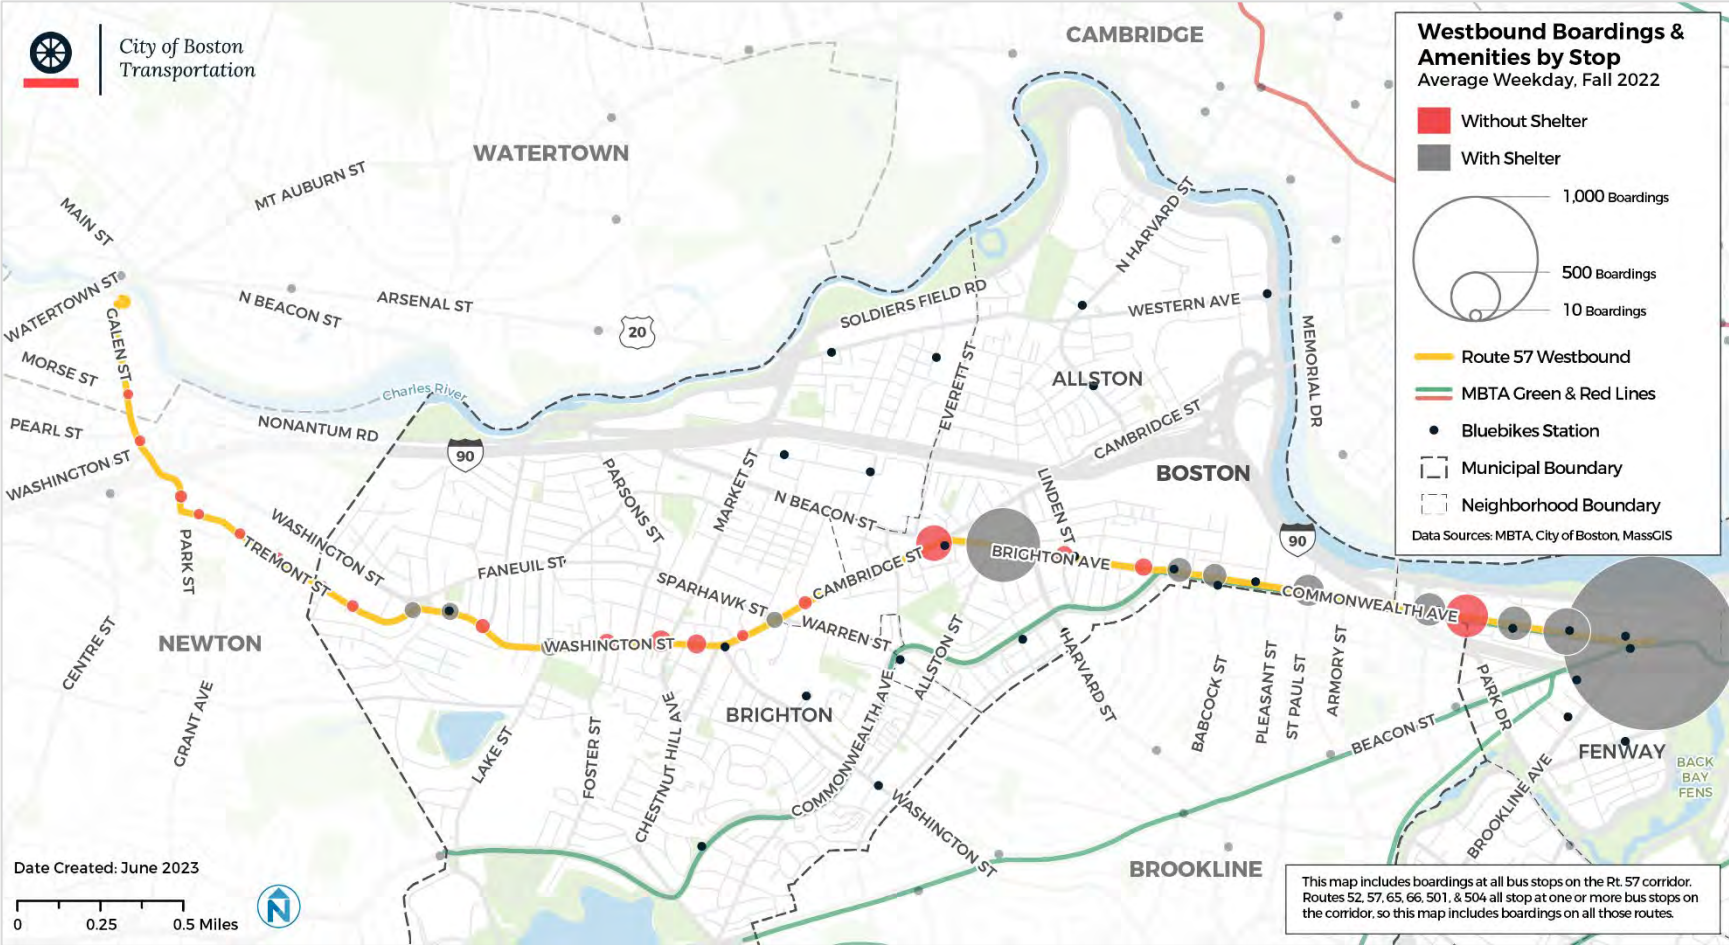 City of Boston
Transportation
CAMBRIDGE
WATERTOWN
MT AUBURN ST
MAIN ST
WATERTOWN ST
GALEN ST
N BEACON ST
ARSENAL ST
20
MORSE ST
Charles River
PEARL ST
NONANTUM RD
WASHINGTON ST
90
SOLDIERS FIELD RD
N HARVARD ST
WESTERN AVE
MEMORIAL DR
EVERETT ST
ALLSTON
CAMBRIDGE ST
BOSTON
PARSONS ST
MARKET ST
N BEACON ST
LINDEN ST
90
WASHINGTON ST
PARK ST
TREMONT ST
FANEUIL ST
SPARHAWK ST
CAMBRIDGE ST
BRIGHTON AVE
COMMONWEALTH AVE
WARREN ST
WASHINGTON ST
NEWTON
CENTRE ST
GRANT AVE
LAKE ST
FOSTER ST
CHESTNUT HILL AVE
BRIGHTON
COMMONWEALTH AVE
ALLSTON ST
HARVARD ST
BABCOCK ST
PLEASANT ST
ST PAUL ST
ARMORY ST
BEACON ST
PARK DR
FENWAY
BACK
BAY
FENS
BROOKLINE AVE
WASHINGTON ST
BROOKLINE
Westbound Boardings &
Amenities by Stop
Average Weekday, Fall 2022
Without Shelter
With Shelter
1,000 Boardings
500 Boardings
10 Boardings
Route 57 Westbound
MBTA Green & Red Lines
Bluebikes Station
Municipal Boundary
Neighborhood Boundary
Data Sources: MBTA, City of Boston, MassGIS
Date Created: June 2023
0 0.25 0.5 Miles
N
This map includes boardings at all bus stops on the Rt. 57 corridor.
Routes 52, 57, 65, 66, 501, & 504 all stop at one or more bus stops on
the corridor, so this map includes boardings on all those routes.